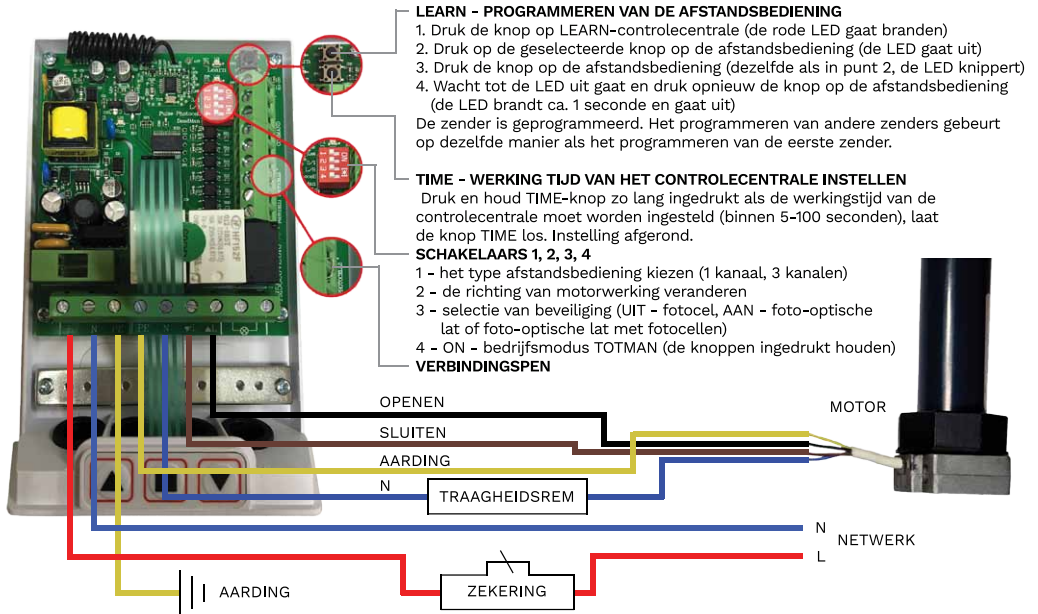 LEARN - PROGRAMMEREN VAN DE AFSTANDSBEDIENING
1. Druk de knop op LEARN-controlecentrale (de rode LED gaat branden)
2. Druk op de geselecteerde knop op de afstandsbediening (de LED gaat uit)
3. Druk de knop op de afstandsbediening (dezelfde als in punt 2, de LED knippert)
4. Wacht tot de LED uit gaat en druk opnieuw de knop op de afstandsbediening
(de LED brandt ca. 1 seconde en gaat uit)
De zender is geprogrammeerd. Het programmeren van andere zenders gebeurt
op dezelfde manier als het programmeren van de eerste zender.
TIME - WERKING TIJD VAN HET CONTROLECENTRALE INSTELLEN
Druk en houd TIME-knop zo lang ingedrukt als de werkingstijd van de
controlecentrale moet worden ingesteld (binnen 5-100 seconden), laat
de knop TIME los. Instelling afgerond.
SCHAKELAARS 1, 2, 3, 4
1 - het type afstandsbediening kiezen (1 kanaal, 3 kanalen)
2 - de richting van motorwerking veranderen
3 - selectie van beveiliging (UIT - fotocel, AAN - foto-optische
lat of foto-optische lat met fotocellen)
4 - ON - bedrijfsmodus TOTMAN (de knoppen ingedrukt houden)
VERBINDINGSPEN
Learn
Pulse
HF152F
N PE PE N
OPENEN
SLUITEN
AARDING
N
TRAAGHEIDSREM
MOTOR
N
NETWERK
L
ZEKERING
AARDING